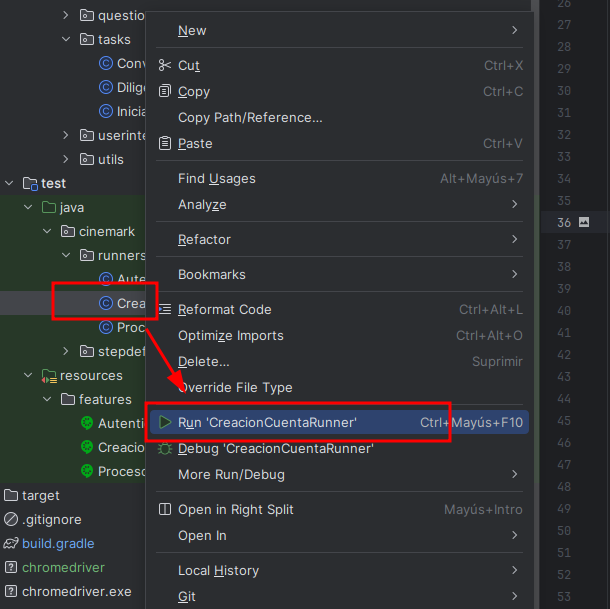 questio
tasks
Conv
Dilige
Inicia
userinte
utils
test
java
cinemark
runners
Aute
Crea
Proc
stepdef
resources
features
Autenti
Creacio
Proceso
target
.gitignore
build.gradle
chromedriver
chromedriver.exe
New
Cut Ctrl+X
Copy Ctrl+C
Copy Path/Reference...
Paste Ctrl+V
Find Usages Alt+Mayús+7
Analyze
Refactor
Bookmarks
Reformat Code Ctrl+Alt+L
Optimize Imports Ctrl+Alt+O
Delete... Suprimir
Override File Type
Run 'CreacionCuentaRunner' Ctrl+Mayús+F10
Debug 'CreacionCuentaRunner'
More Run/Debug
Open in Right Split Mayús+Intro
Open In
Local History
Git
26
27
28
29
30
31
32
33
34
35
36
37
38
39
40
41
42
43
44
45
46
47
48
49
50
51
52
53